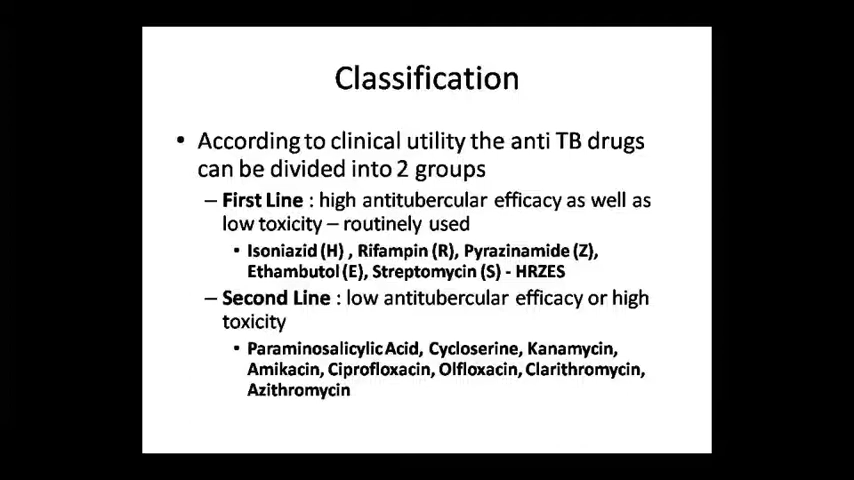 Classification
• According to clinical utility the anti TB drugs
can be divided into 2 groups
– First Line : high antitubercular efficacy as well as
low toxicity – routinely used
• Isoniazid (H) , Rifampin (R), Pyrazinamide (Z),
Ethambutol (E), Streptomycin (S) - HRZES
– Second Line : low antitubercular efficacy or high
toxicity
• Paraminosalicylic Acid, Cycloserine, Kanamycin,
Amikacin, Ciprofloxacin, Olfloxacin, Clarithromycin,
Azithromycin